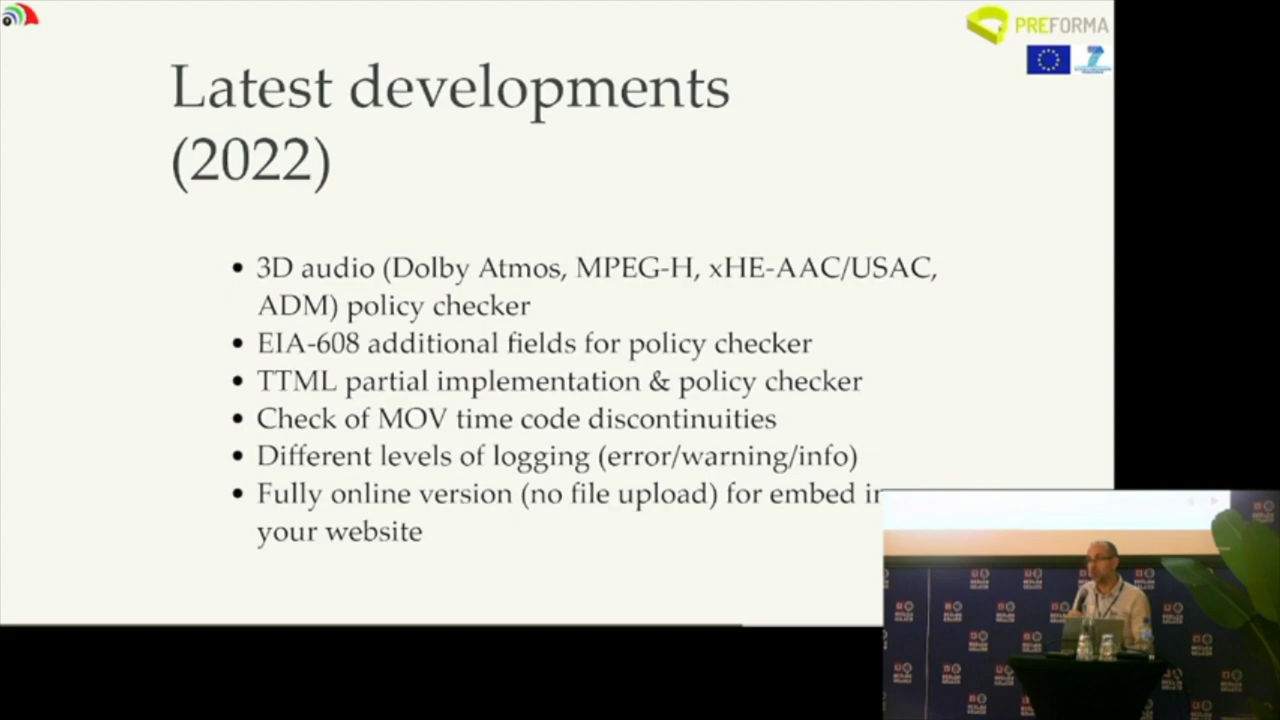 PREFORMA
Latest developments
(2022)
• 3D audio (Dolby Atmos, MPEG-H, xHE-AAC/USAC,
ADM) policy checker
• EIA-608 additional fields for policy checker
• TTML partial implementation & policy checker
• Check of MOV time code discontinuities
• Different levels of logging (error/warning/info)
• Fully online version (no file upload) for embed in
your website